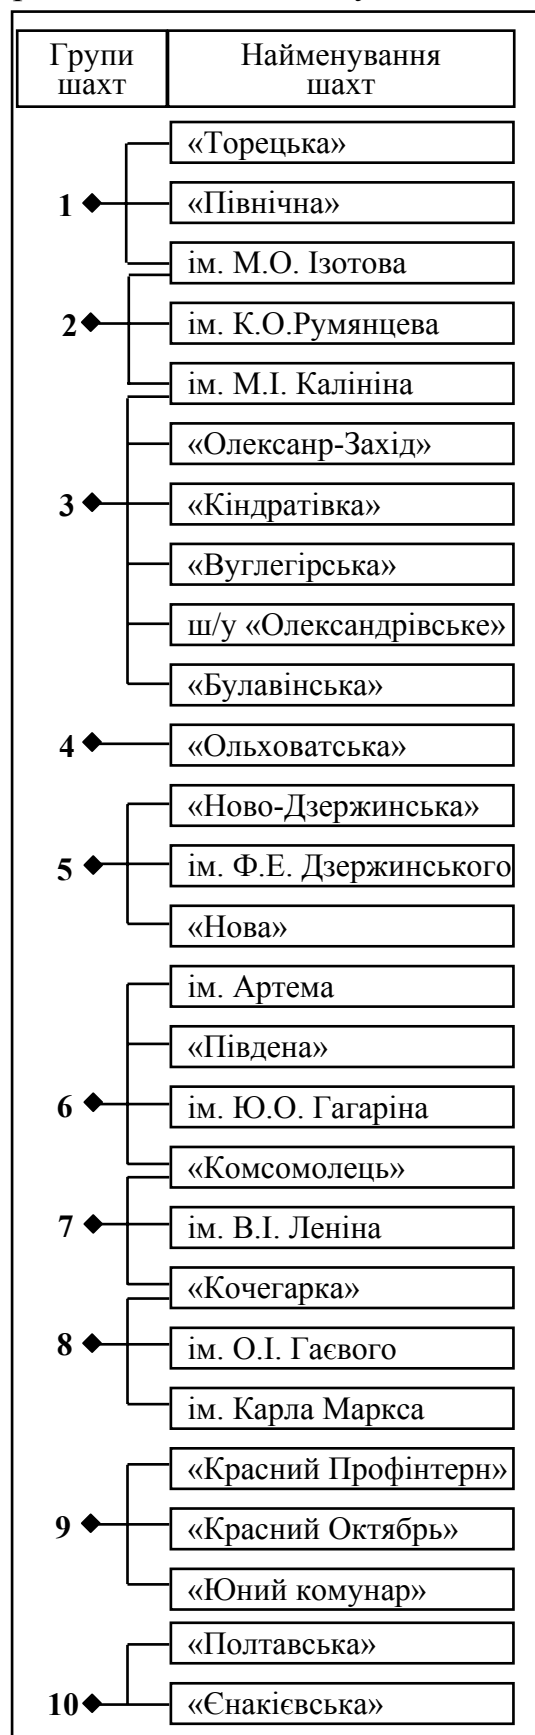 Групи
шахт
Найменування
шахт
«Торецька»
1
«Північна»
ім. М.О. Ізотова
2
ім. К.О.Румянцева
ім. М.І. Калініна
«Олексанр-Захід»
3
«Кіндратівка»
«Вуглегірська»
ш/у «Олександрівське»
«Булавінська»
4
«Ольховатська»
«Ново-Дзержинська»
5
ім. Ф.Е. Дзержинського
«Нова»
ім. Артема
«Південа»
6
ім. Ю.О. Гагаріна
«Комсомолець»
7
ім. В.І. Леніна
«Кочегарка»
8
ім. О.І. Гаєвого
ім. Карла Маркса
«Красний Профінтерн»
9
«Красний Октябрь»
«Юний комунар»
«Полтавська»
10
«Єнакієвська»